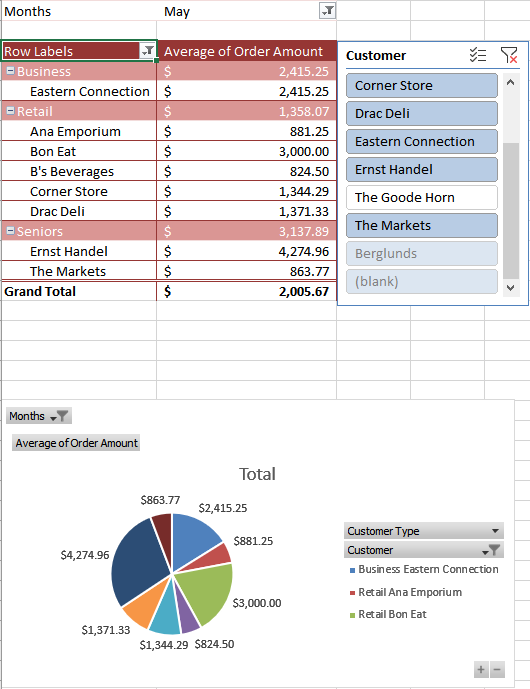 Months May
Row Labels Average of Order Amount
Business $ 2,415.25
Eastern Connection $ 2,415.25
Retail $ 1,358.07
Ana Emporium $ 881.25
Bon Eat $ 3,000.00
B's Beverages $ 824.50
Corner Store $ 1,344.29
Drac Deli $ 1,371.33
Seniors $ 3,137.89
Ernst Handel $ 4,274.96
The Markets $ 863.77
Grand Total $ 2,005.67
Customer
Corner Store
Drac Deli
Eastern Connection
Ernst Handel
The Goode Horn
The Markets
Berglunds
(blank)
Months
Average of Order Amount
Total
$863.77
$2,415.25
$881.25
$4,274.96
$3,000.00
$1,371.33
$1,344.29
$824.50
Customer Type
Customer
Business Eastern Connection
Retail Ana Emporium
Retail Bon Eat